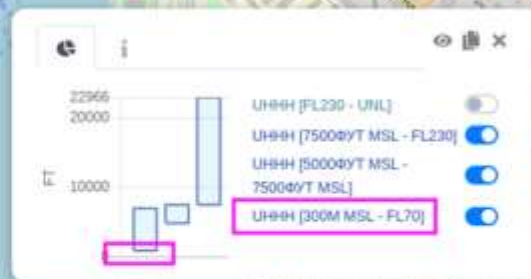 i
22966
20000
FT
10000
UHHH [FL230 - UNL]
UHHH [7500ФУТ MSL - FL230]
UHHH [5000ФУТ MSL -
7500ФУТ MSL]
UHHH [300M MSL - FL70]